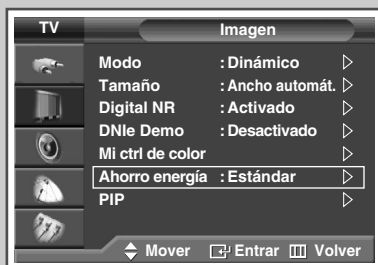 TV Imagen
Modo : Dinámico
Tamaño : Ancho automát.
Digital NR : Activado
DNIe Demo : Desactivado
Mi ctrl de color
Ahorro energía : Estándar
PIP
Mover Entrar Volver